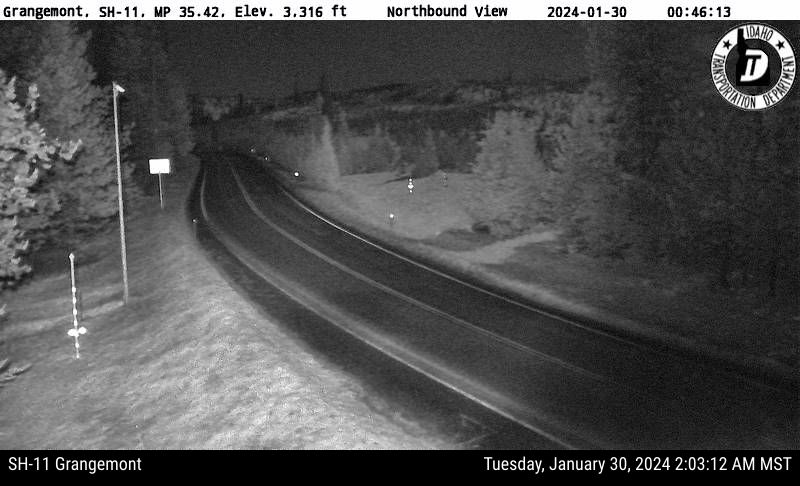 Grangemont, SH-11, MP 35.42, Elev. 3,316 ft Northbound View 2024-01-30 00:46:13
IDAHO
TRANSPORTATION DEPARTMENT
SH-11 Grangemont
Tuesday, January 30, 2024 2:03:12 AM MST